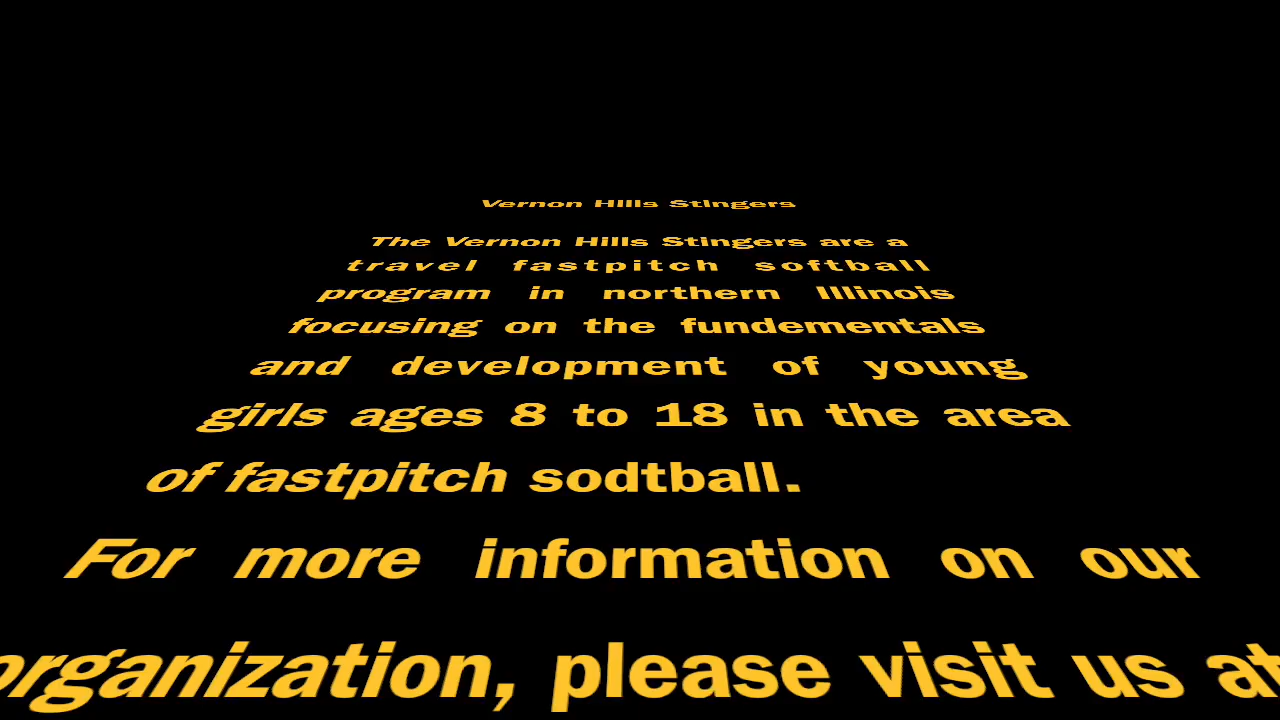 Vernon Hills Stingers
The Vernon Hills Stingers are a
travel fastpitch softball
program in northern Illinois
focusing on the fundementals
and development of young
girls ages 8 to 18 in the area
of fastpitch sodtball.
For more information on our
organization, please visit us at